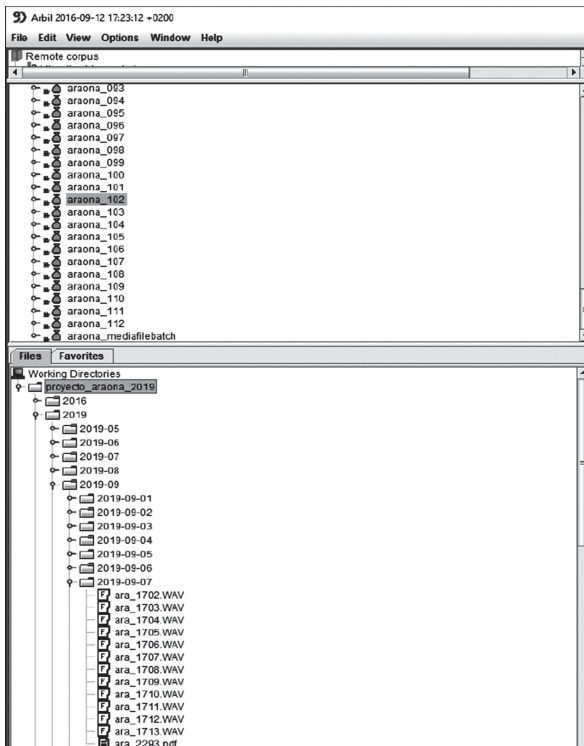 Arbil 2016-09-12 17:23:12 +0200
File Edit View Options Window Help
Remote corpus
araona_093
araona_094
araona_095
araona_096
araona_097
araona_098
araona_099
araona_100
araona_101
araona_102
araona_103
araona_104
araona_105
araona_106
araona_107
araona_108
araona_109
araona_110
araona_111
araona_112
araona_mediafilebatch
Files Favorites
Working Directories
proyecto_araona_2019
2016
2019
2019-05
2019-06
2019-07
2019-08
2019-09
2019-09-01
2019-09-02
2019-09-03
2019-09-04
2019-09-05
2019-09-06
2019-09-07
ara_1702.WAV
ara_1703.WAV
ara_1704.WAV
ara_1705.WAV
ara_1706.WAV
ara_1707.WAV
ara_1708.WAV
ara_1709.WAV
ara_1710.WAV
ara_1711.WAV
ara_1712.WAV
ara_1713.WAV
ara_2293.pdf